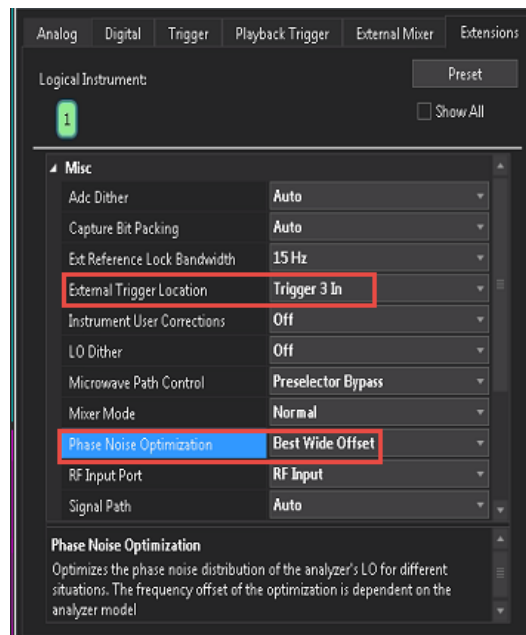 Analog Digital Trigger Playback Trigger External Mixer Extensions
Logical Instrument: Preset
1 Show All
Misc
Adc Dither Auto
Capture Bit Packing Auto
Ext Reference Lock Bandwidth 15 Hz
External Trigger Location Trigger 3 In
Instrument User Corrections Off
LO Dither Off
Microwave Path Control Preselector Bypass
Mixer Mode Normal
Phase Noise Optimization Best Wide Offset
RF Input Port RF Input
Signal Path Auto
Phase Noise Optimization
Optimizes the phase noise distribution of the analyzer's LO for different
situations. The frequency offset of the optimization is dependent on the
analyzer model